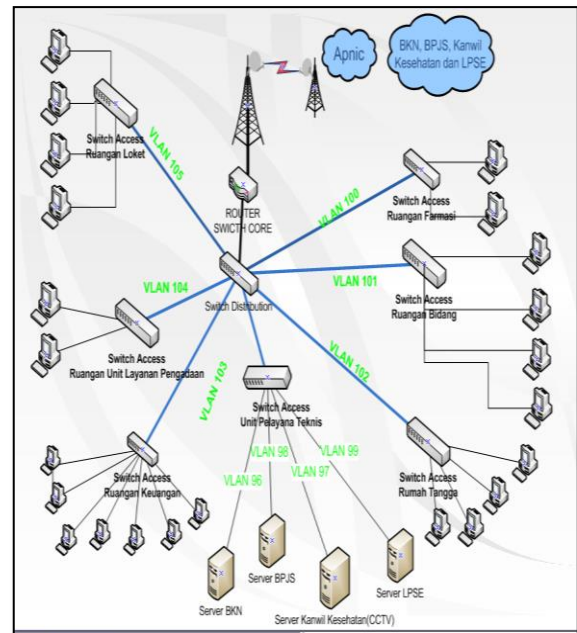 Apnic
BKN, BPJS, Kanwil
Kesehatan dan LPSE
Switch Access
Ruangan Loket
VLAN 105
ROUTER
SWICTH CORE
VLAN 100
Switch Access
Ruangan Farmasi
VLAN 104
Switch Distribution
VLAN 101
Switch Access
Ruangan Bidang
Switch Access
Ruangan Unit Layanan Pengadaan
VLAN 103
VLAN 102
Switch Access
Unit Pelayana Teknis
Switch Access
Ruangan Keuangan
VLAN 96
VLAN 98
VLAN 97
VLAN 99
Switch Access
Rumah Tangga
Server BKN
Server BPJS
Server Kanwil Kesehatan(CCTV)
Server LPSE